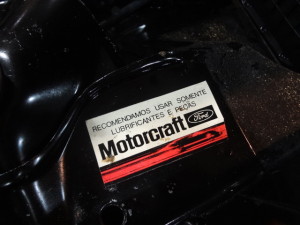 RECOMENDAMOS USAR SOMENTE
LUBRIFICANTES E PEÇAS
Motorcraft Ford